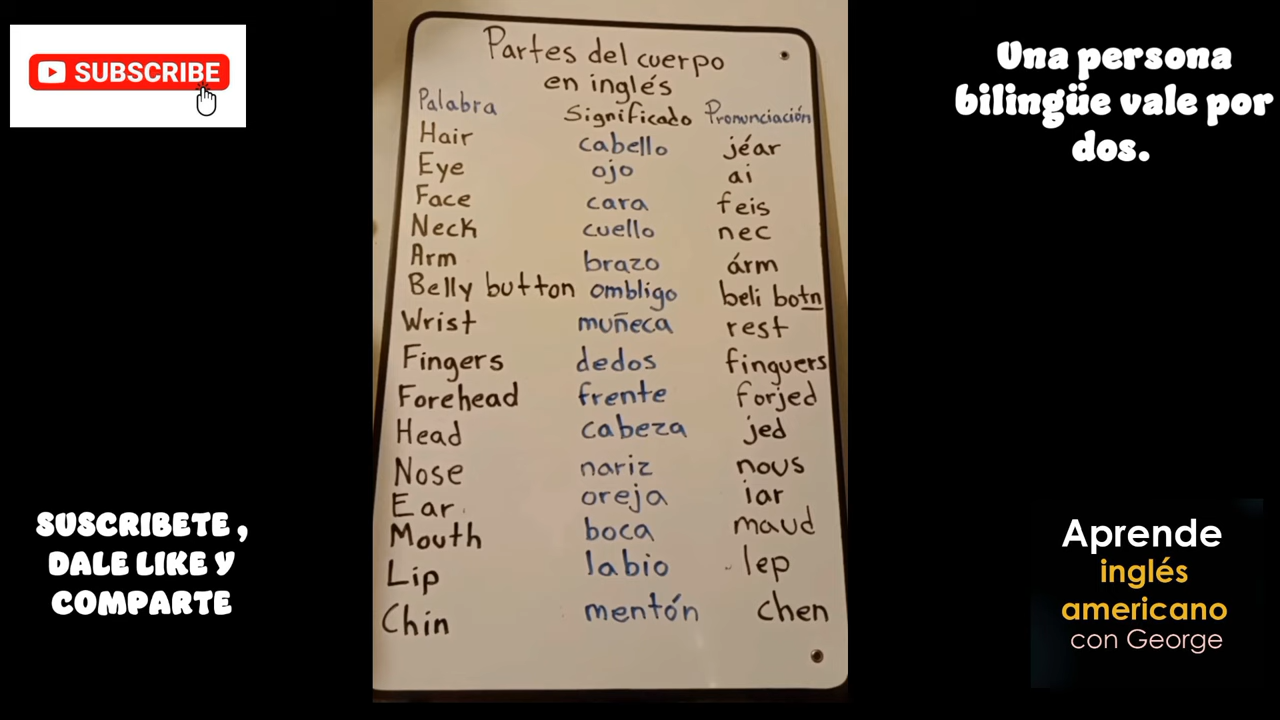 SUBSCRIBE
Partes del cuerpo
en inglés
Palabra Significado Pronunciación
Hair cabello jéar
Eye ojo ai
Face cara feis
Neck cuello nec
Arm brazo árm
Belly button ombligo beli botn
Wrist muñeca rest
Fingers dedos finguers
Forehead frente forjed
Head cabeza jed
Nose nariz nous
Ear oreja iar
Mouth boca maud
Lip labio lep
Chin mentón chen
Una persona
bilingüe vale por
dos.
SUSCRIBETE ,
DALE LIKE Y
COMPARTE
Aprende
inglés
americano
con George